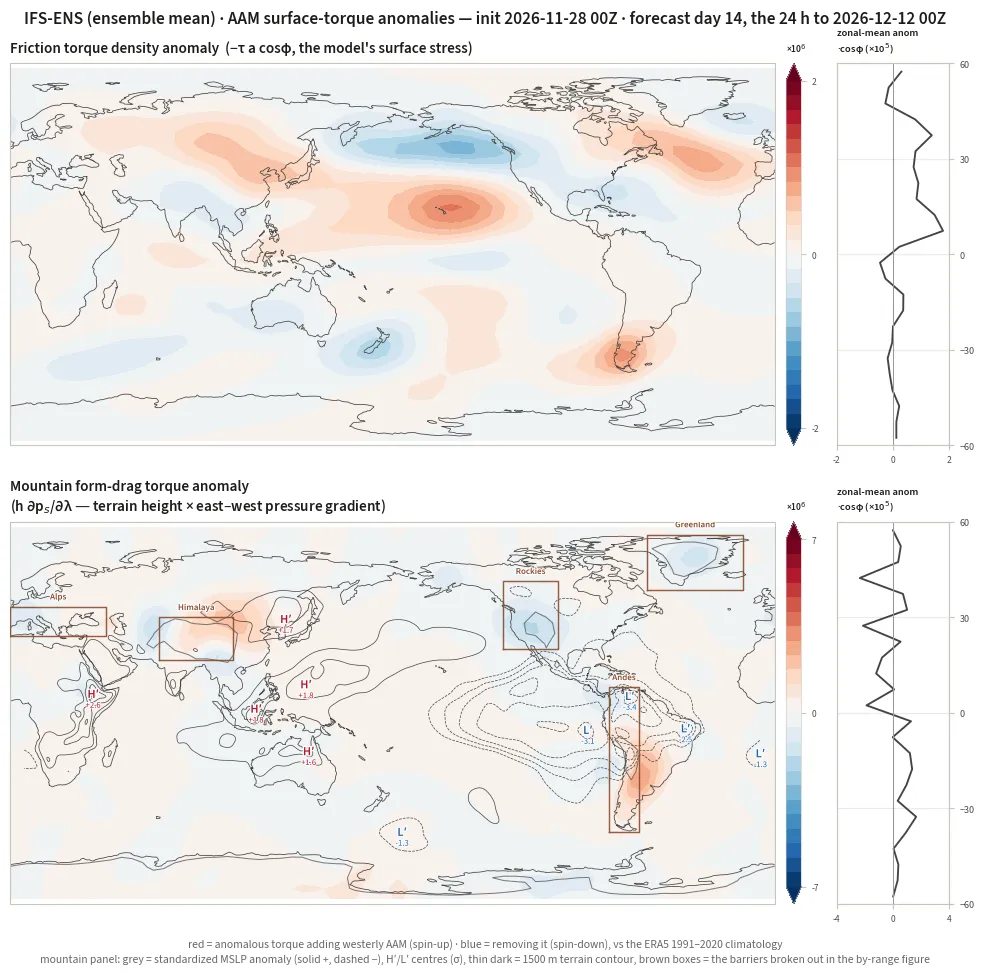 IFS-ENS (ensemble mean) · AAM surface-torque anomalies — init 2026-11-28 00Z · forecast day 14, the 24 h to 2026-12-12 00Z
Friction torque density anomaly (−τ a cosφ, the model's surface stress)
×10⁶
zonal-mean anom
·cosφ (×10⁵)
2
0
-2
60
30
0
−30
−60
-2
0
2
Mountain form-drag torque anomaly
(h ∂pₛ/∂λ — terrain height × east–west pressure gradient)
×10⁶
zonal-mean anom
·cosφ (×10⁵)
Greenland
Rockies
Alps
Himalaya
Andes
H′
+1.7
H′
+2.6
H′
+1.8
H′
+1.8
H′
+1.6
L′
-3.4
L′
-3.1
L′
L′
-1.3
L′
-1.3
7
0
-7
60
30
0
−30
−60
-4
0
4
red = anomalous torque adding westerly AAM (spin-up) · blue = removing it (spin-down), vs the ERA5 1991–2020 climatology
mountain panel: grey = standardized MSLP anomaly (solid +, dashed –), H′/L′ centres (σ), thin dark = 1500 m terrain contour, brown boxes = the barriers broken out in the by-range figure